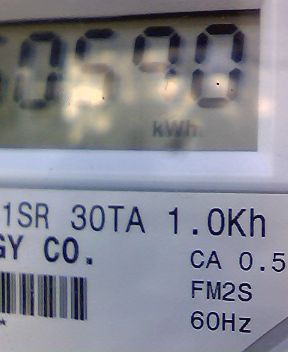 0590
kWh
1SR 30TA 1.0Kh
GY CO.
CA 0.5
FM2S
60Hz